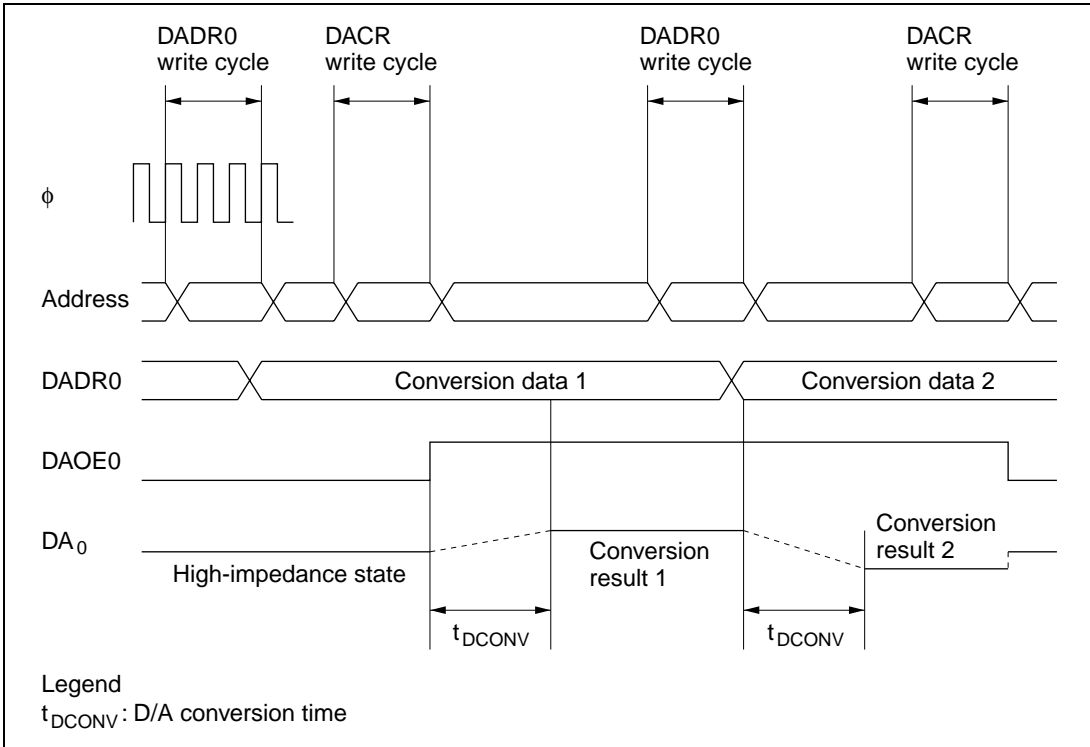 DADR0
write cycle
DACR
write cycle
DADR0
write cycle
DACR
write cycle
ϕ
Address
DADR0
Conversion data 1
Conversion data 2
DAOE0
DA0
High-impedance state
Conversion
result 1
Conversion
result 2
tDCONV
tDCONV
Legend
tDCONV : D/A conversion time